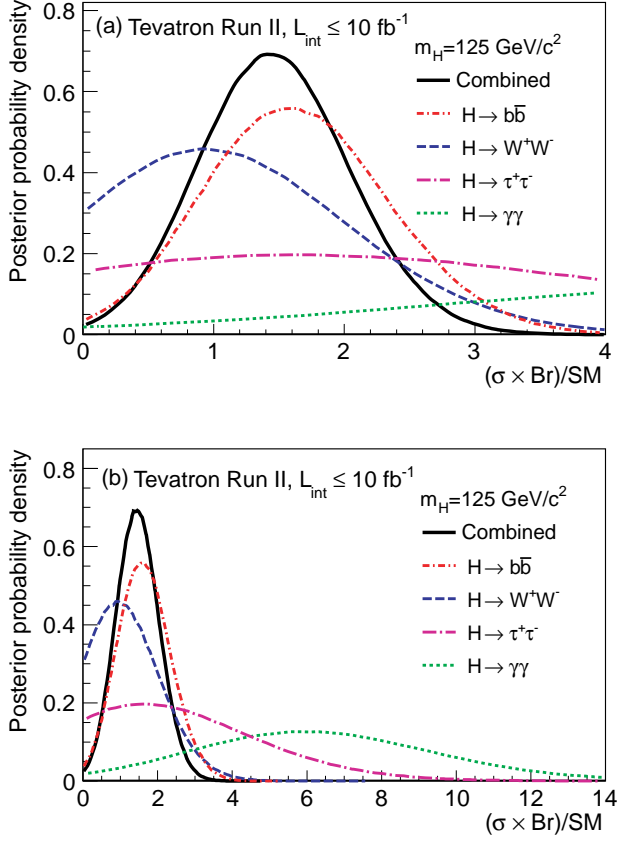 (a) Tevatron Run II, L_int ≤ 10 fb⁻¹
m_H=125 GeV/c²
Combined
H→bb̅
H→W⁺W⁻
H→τ⁺τ⁻
H→γγ
Posterior probability density
0.8
0.6
0.4
0.2
0
0 1 2 3 4
(σ × Br)/SM
(b) Tevatron Run II, L_int ≤ 10 fb⁻¹
m_H=125 GeV/c²
Combined
H→bb̅
H→W⁺W⁻
H→τ⁺τ⁻
H→γγ
Posterior probability density
0.8
0.6
0.4
0.2
0
0 2 4 6 8 10 12 14
(σ × Br)/SM